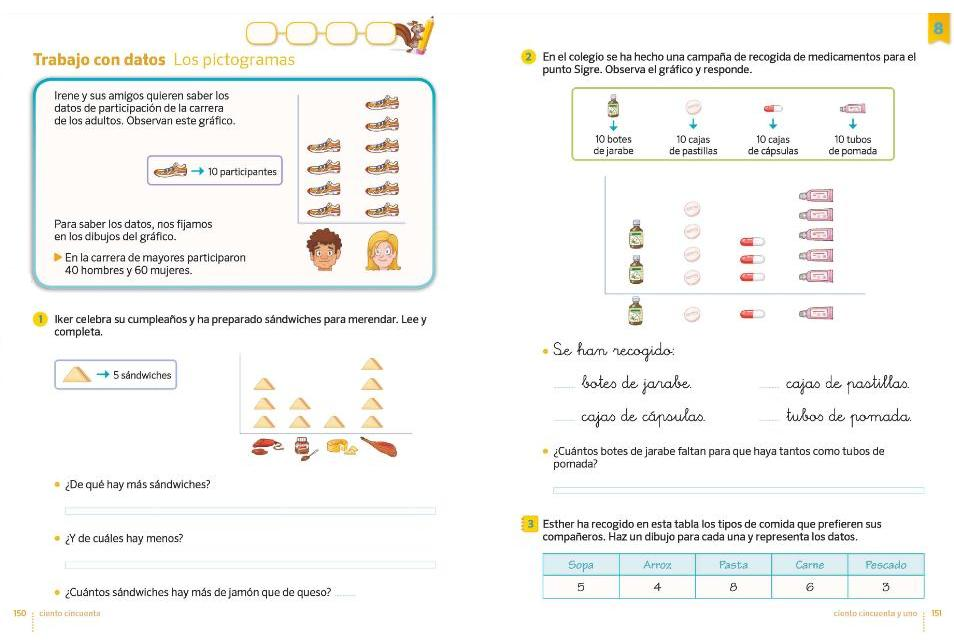 Trabajo con datos Los pictogramas
Irene y sus amigos quieren saber los
datos de participación de la carrera
de los adultos. Observan este gráfico.
10 participantes
Para saber los datos, nos fijamos
en los dibujos del gráfico.
En la carrera de mayores participaron
40 hombres y 60 mujeres.
1 Iker celebra su cumpleaños y ha preparado sándwiches para merendar. Lee y
completa.
5 sándwiches
• ¿De qué hay más sándwiches?
• ¿Y de cuáles hay menos?
• ¿Cuántos sándwiches hay más de jamón que de queso?
150 ciento cincuenta
8
2 En el colegio se ha hecho una campaña de recogida de medicamentos para el
punto Sigre. Observa el gráfico y responde.
10 botes
de jarabe
10 cajas
de pastillas
10 cajas
de cápsulas
10 tubos
de pomada
• Se han recogido:
botes de jarabe.
cajas de pastillas.
cajas de cápsulas.
tubos de pomada.
• ¿Cuántos botes de jarabe faltan para que haya tantos como tubos de
pomada?
3 Esther ha recogido en esta tabla los tipos de comida que prefieren sus
compañeros. Haz un dibujo para cada una y representa los datos.
Sopa Arroz Pasta Carne Pescado
5 4 8 6 3
ciento cincuenta y uno 151